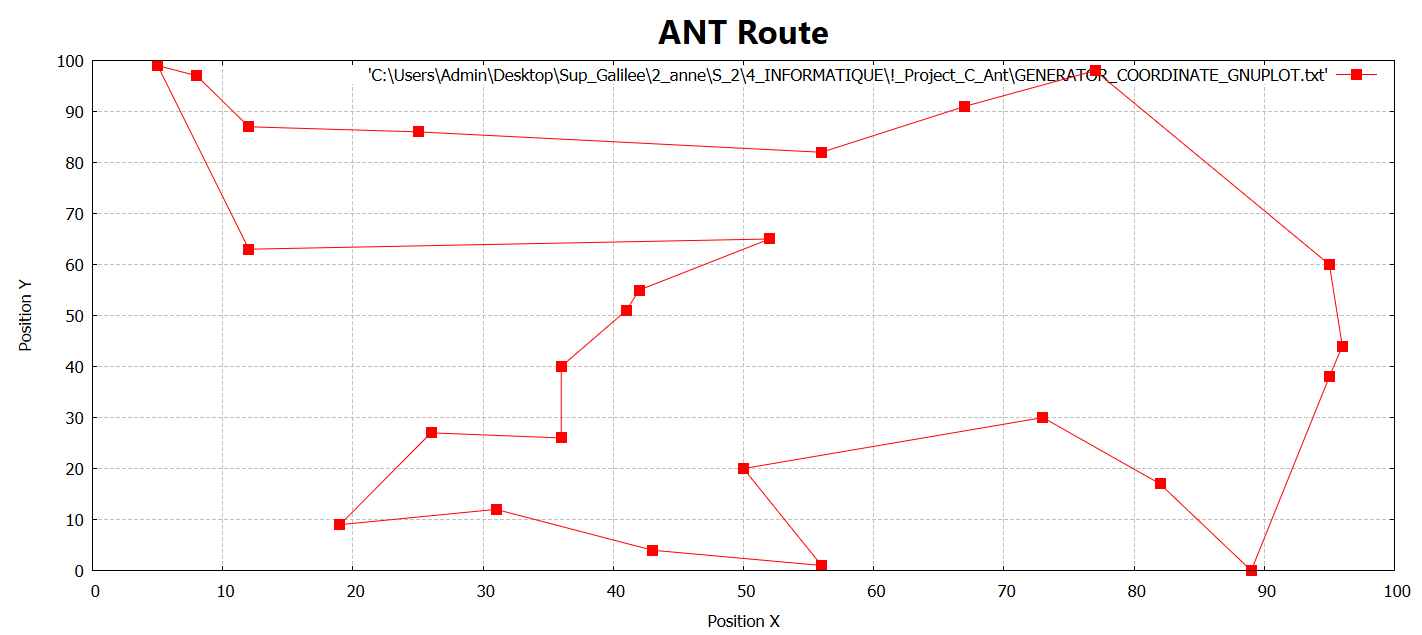 ANT Route
'C:\Users\Admin\Desktop\Sup_Galilee\2_anne\S_2\4_INFORMATIQUE\!_Project_C_Ant\GENERATOR_COORDINATE_GNUPLOT.txt'
100
90
80
70
60
50
40
30
20
10
0
Position Y
0 10 20 30 40 50 60 70 80 90 100
Position X